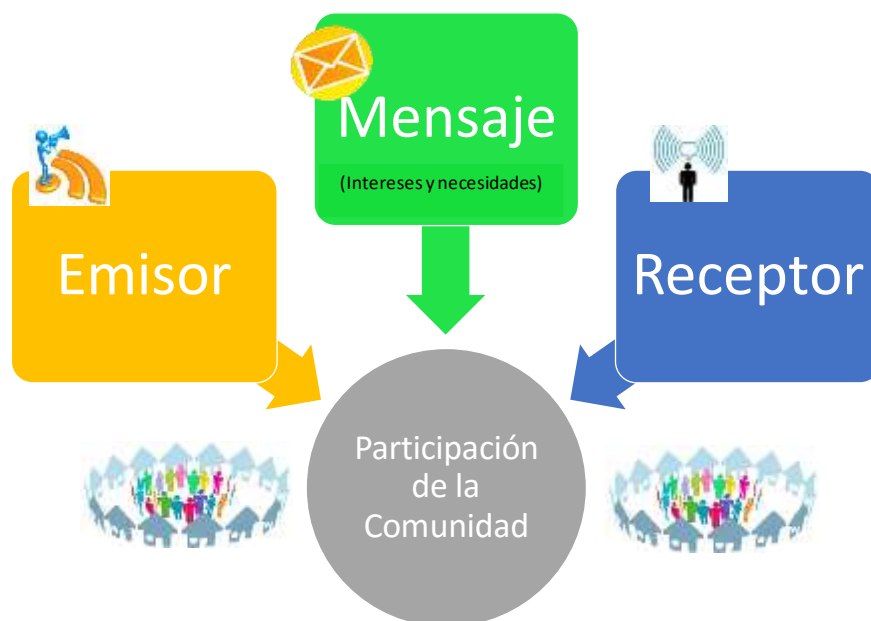 Mensaje
(Intereses y necesidades)
Emisor
Receptor
Participación
de la
Comunidad